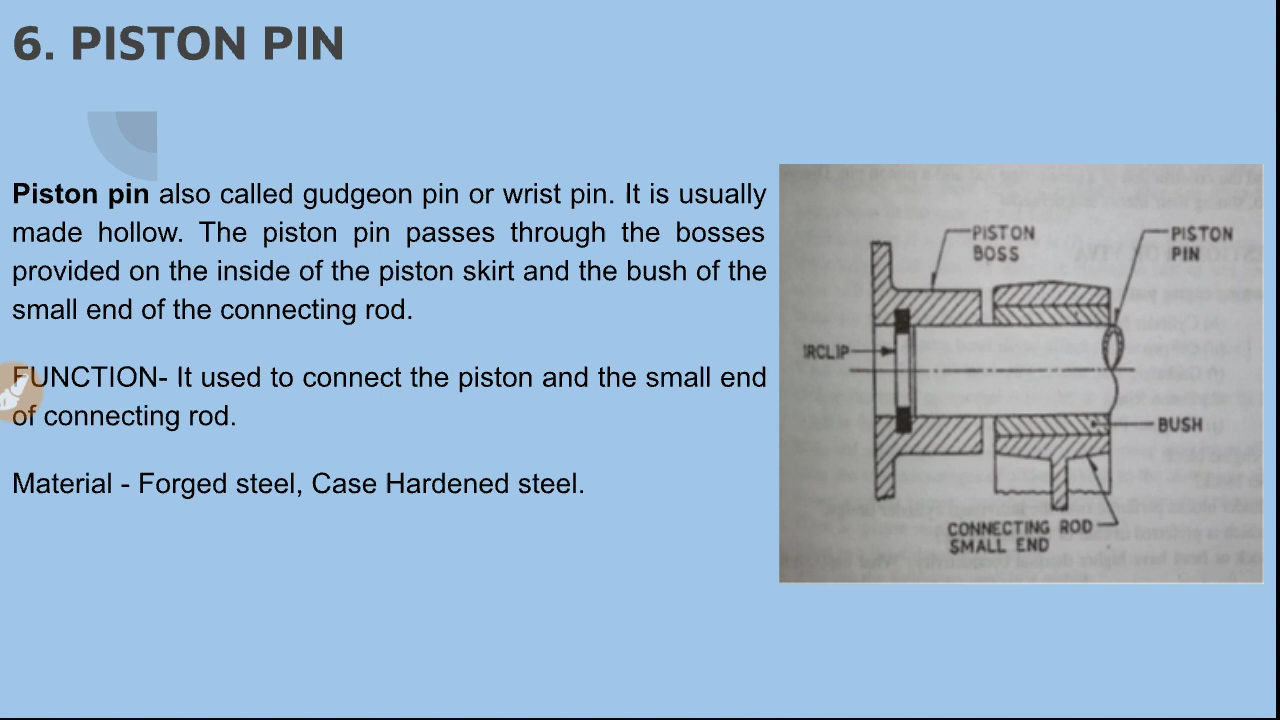 6. PISTON PIN
Piston pin also called gudgeon pin or wrist pin. It is usually
made hollow. The piston pin passes through the bosses
provided on the inside of the piston skirt and the bush of the
small end of the connecting rod.
FUNCTION- It used to connect the piston and the small end
of connecting rod.
Material - Forged steel, Case Hardened steel.
PISTON
BOSS
PISTON
PIN
IRCLIP
BUSH
CONNECTING ROD
SMALL END